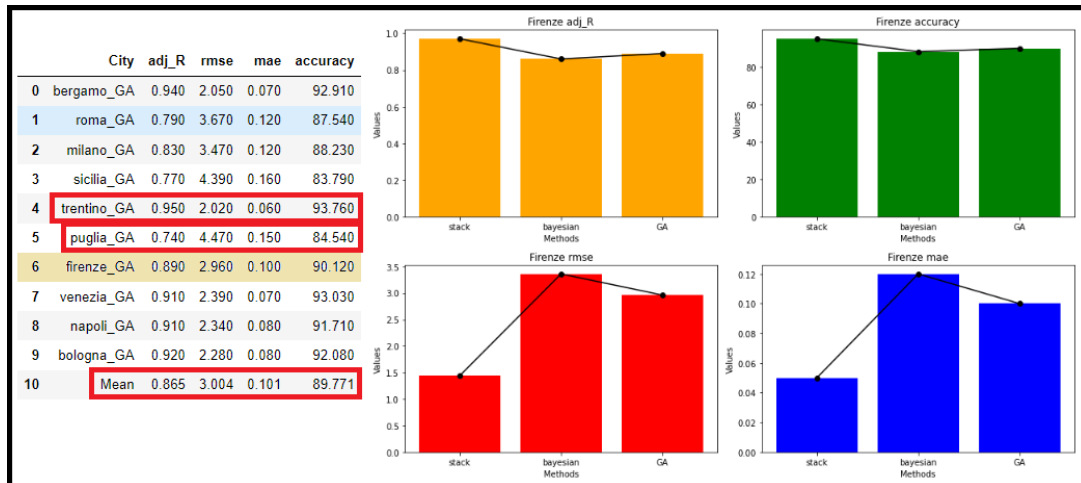 City adj_R rmse mae accuracy
0 bergamo_GA 0.940 2.050 0.070 92.910
1 roma_GA 0.790 3.670 0.120 87.540
2 milano_GA 0.830 3.470 0.120 88.230
3 sicilia_GA 0.770 4.390 0.160 83.790
4 trentino_GA 0.950 2.020 0.060 93.760
5 puglia_GA 0.740 4.470 0.150 84.540
6 firenze_GA 0.890 2.960 0.100 90.120
7 venezia_GA 0.910 2.390 0.070 93.030
8 napoli_GA 0.910 2.340 0.080 91.710
9 bologna_GA 0.920 2.280 0.080 92.080
10 Mean 0.865 3.004 0.101 89.771
Firenze adj_R
1.0
0.8
0.6
0.4
0.2
0.0
Values
stack bayesian GA
Methods
Firenze accuracy
80
60
40
20
0
Values
stack bayesian GA
Methods
Firenze rmse
3.5
3.0
2.5
2.0
1.5
1.0
0.5
0.0
Values
stack bayesian GA
Methods
Firenze mae
0.12
0.10
0.08
0.06
0.04
0.02
0.00
Values
stack bayesian GA
Methods